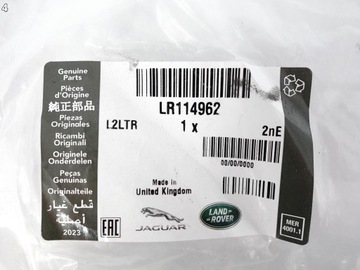 4
Genuine
Parts
Pièces
d'Origine
純正部品
Piezas
Originales
Ricambi
Originali
Originele
Onderdelen
Peças
Genuinas
Originalteile
قطع غيار
أصلية
2023
LR114962
L2LTR
1 x
2nE
00/00/0000
Made in
United Kingdom
EAC
JAGUAR
LAND
ROVER
MER
4001.1